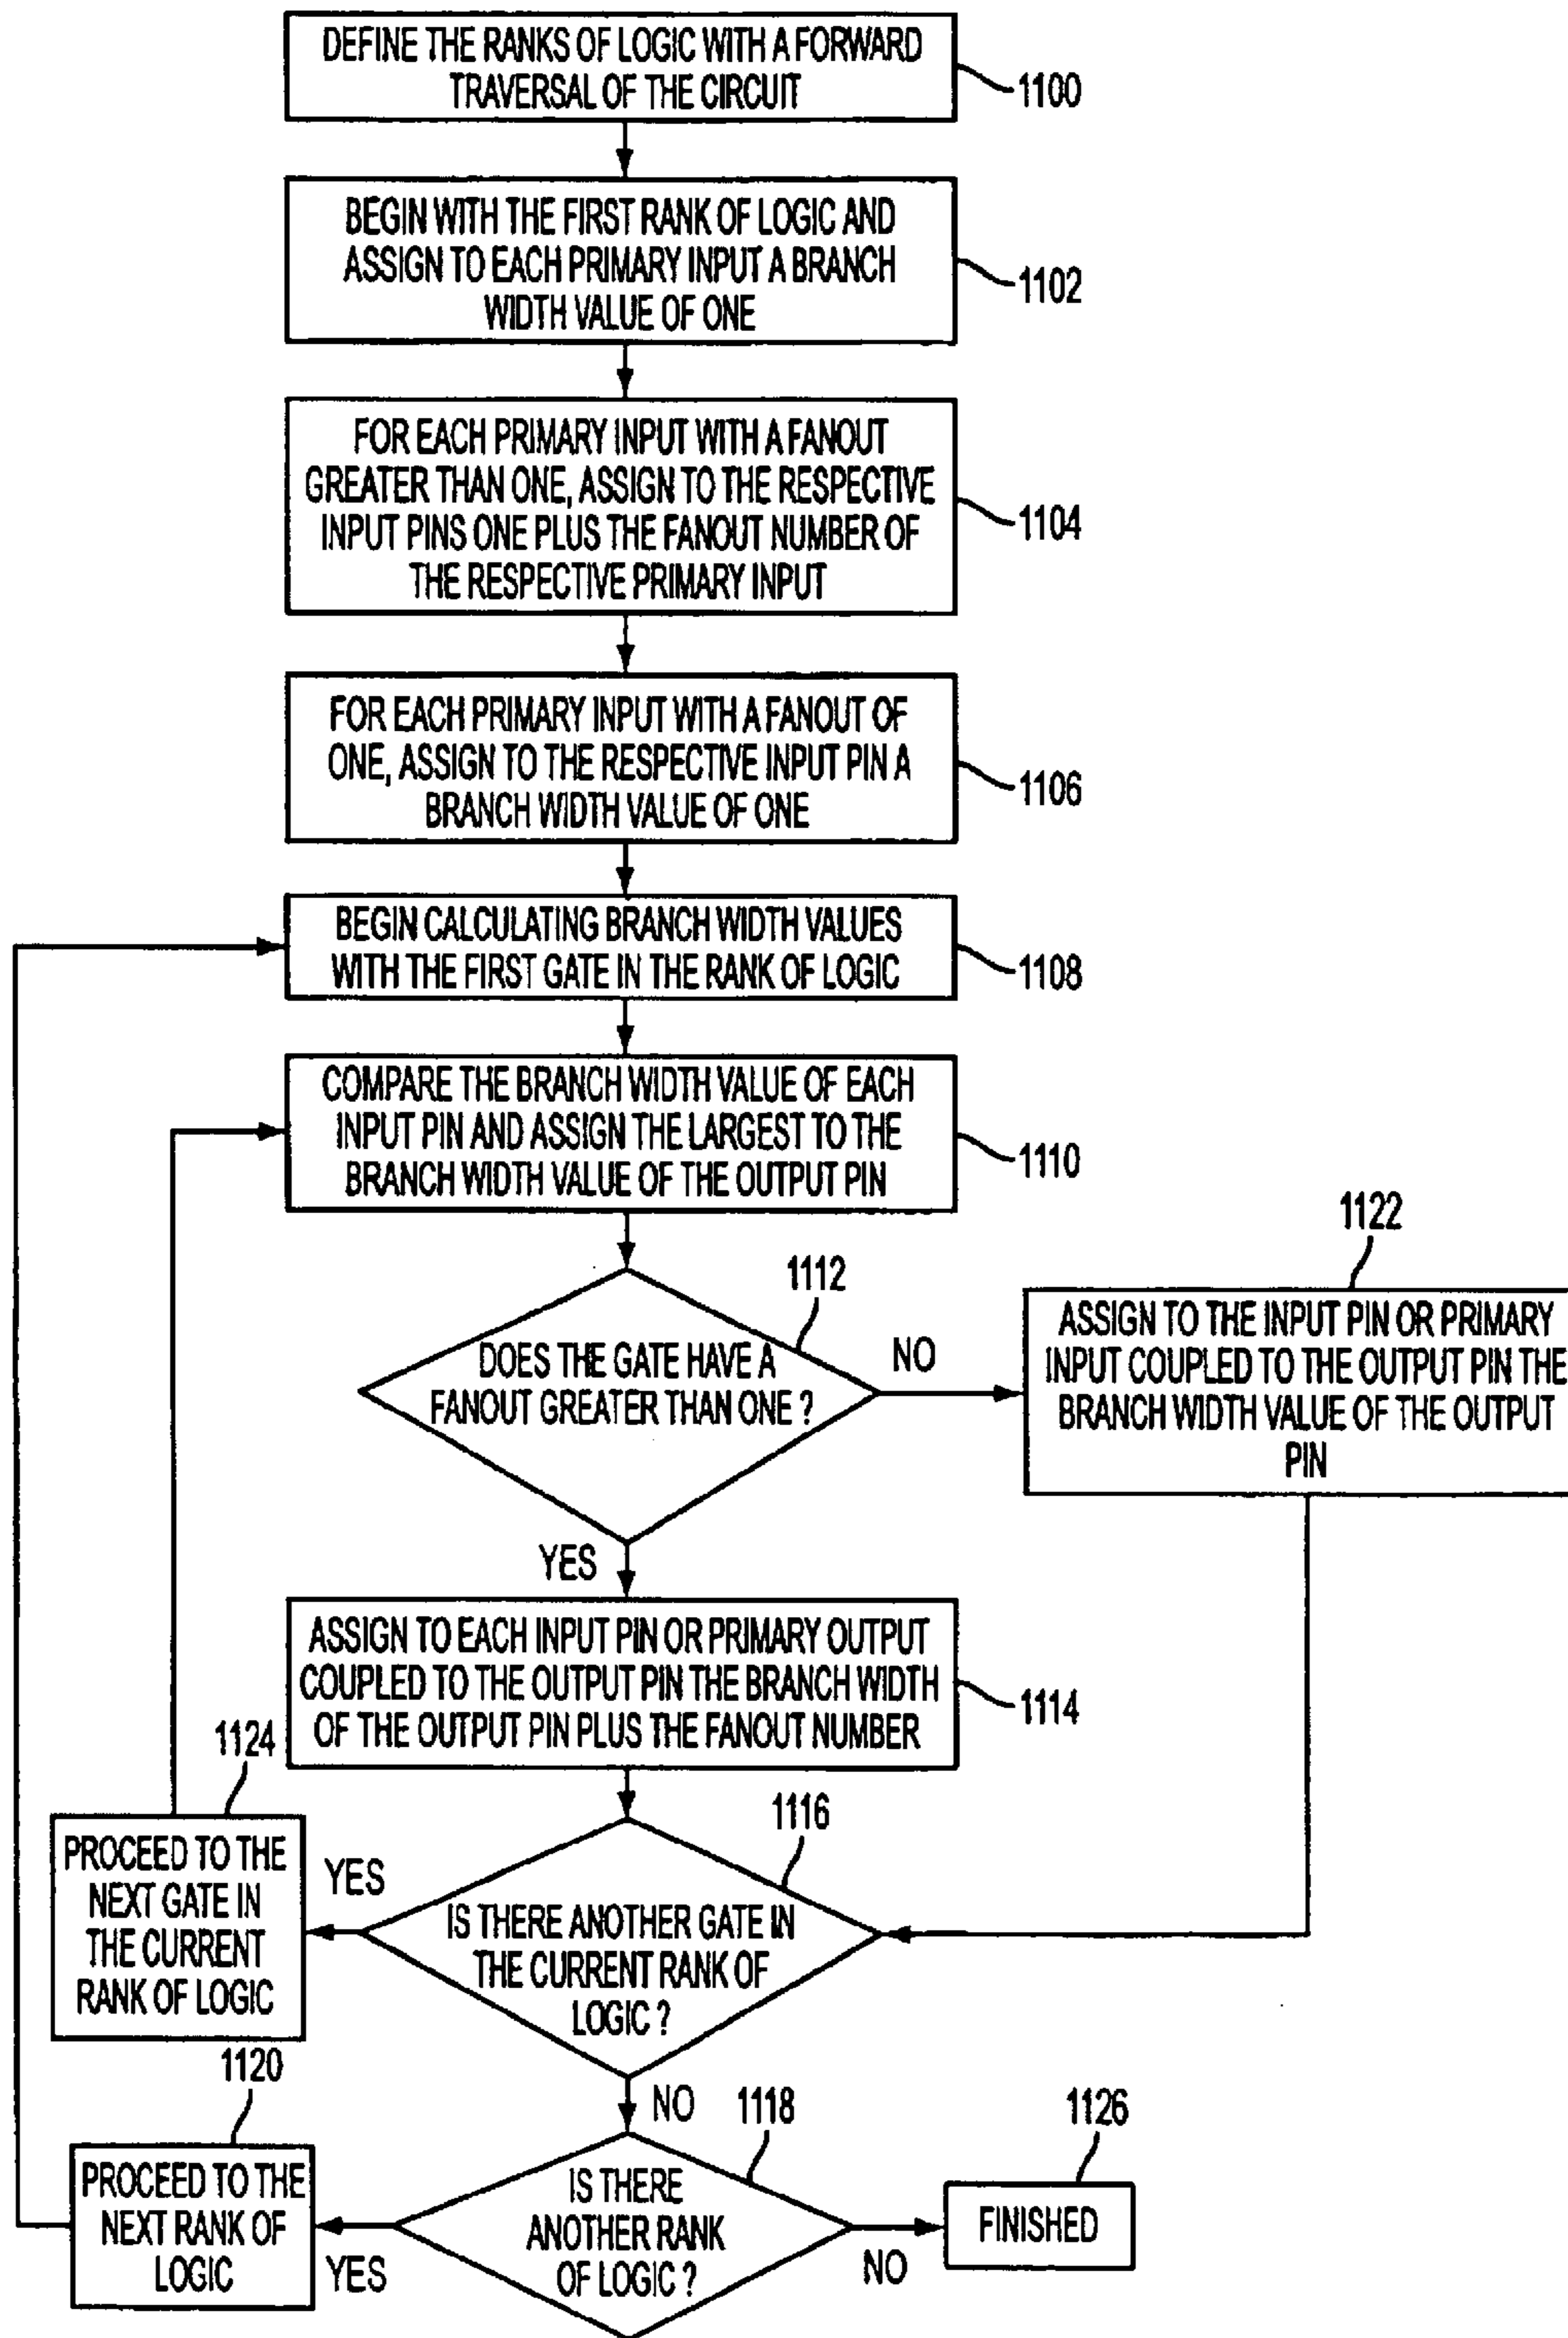 DEFINE THE RANKS OF LOGIC WITH A FORWARD
TRAVERSAL OF THE CIRCUIT
1100
BEGIN WITH THE FIRST RANK OF LOGIC AND
ASSIGN TO EACH PRIMARY INPUT A BRANCH
WIDTH VALUE OF ONE
1102
FOR EACH PRIMARY INPUT WITH A FANOUT
GREATER THAN ONE, ASSIGN TO THE RESPECTIVE
INPUT PINS ONE PLUS THE FANOUT NUMBER OF
THE RESPECTIVE PRIMARY INPUT
1104
FOR EACH PRIMARY INPUT WITH A FANOUT OF
ONE, ASSIGN TO THE RESPECTIVE INPUT PIN A
BRANCH WIDTH VALUE OF ONE
1106
BEGIN CALCULATING BRANCH WIDTH VALUES
WITH THE FIRST GATE IN THE RANK OF LOGIC
1108
COMPARE THE BRANCH WIDTH VALUE OF EACH
INPUT PIN AND ASSIGN THE LARGEST TO THE
BRANCH WIDTH VALUE OF THE OUTPUT PIN
1110
1112
DOES THE GATE HAVE A
FANOUT GREATER THAN ONE ?
NO
1122
ASSIGN TO THE INPUT PIN OR PRIMARY
INPUT COUPLED TO THE OUTPUT PIN THE
BRANCH WIDTH VALUE OF THE OUTPUT
PIN
YES
ASSIGN TO EACH INPUT PIN OR PRIMARY OUTPUT
COUPLED TO THE OUTPUT PIN THE BRANCH WIDTH
OF THE OUTPUT PIN PLUS THE FANOUT NUMBER
1114
1116
IS THERE ANOTHER GATE IN
THE CURRENT RANK OF
LOGIC ?
YES
1124
PROCEED TO THE
NEXT GATE IN
THE CURRENT
RANK OF LOGIC
NO
1118
IS THERE
ANOTHER RANK
OF LOGIC ?
YES
1120
PROCEED TO THE
NEXT RANK OF
LOGIC
NO
1126
FINISHED